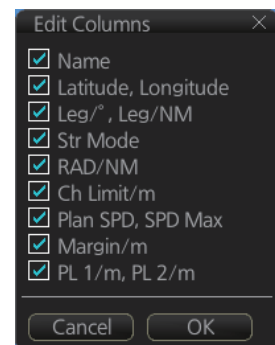 Edit Columns
Name
Latitude, Longitude
Leg/°, Leg/NM
Str Mode
RAD/NM
Ch Limit/m
Plan SPD, SPD Max
Margin/m
PL 1/m, PL 2/m
Cancel OK